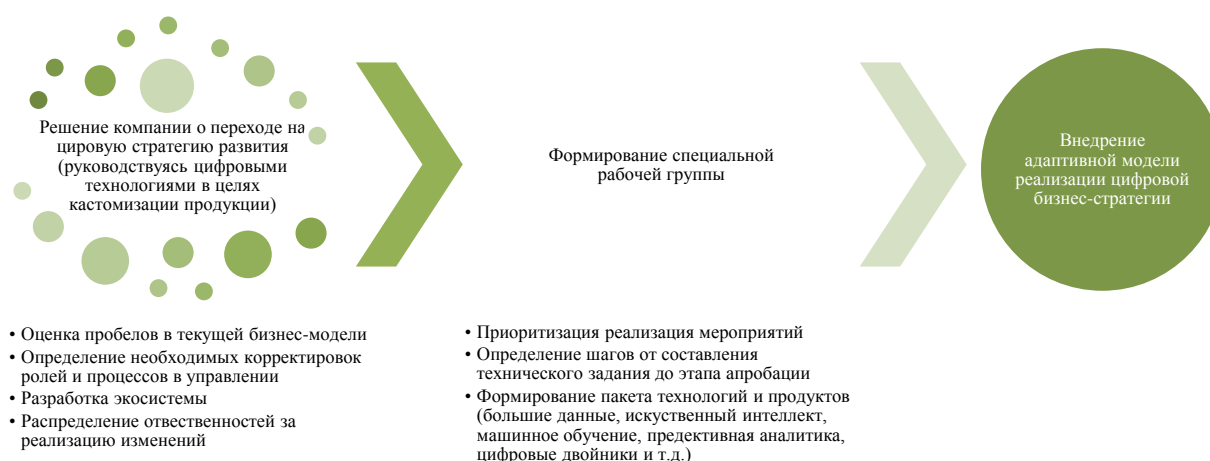 Решение компании о переходе на
цировую стратегию развития
(руководствуясь цифровыми
технологиями в целях
кастомизации продукции)
Формирование специальной
рабочей группы
Внедрение
адаптивной модели
реализации цифровой
бизнес-стратегии
• Оценка пробелов в текущей бизнес-модели
• Определение необходимых корректировок
ролей и процессов в управлении
• Разработка экосистемы
• Распределение отвественностей за
реализацию изменений
• Приоритизация реализация мероприятий
• Определение шагов от составления
технического задания до этапа апробации
• Формирование пакета технологий и продуктов
(большие данные, искуственный интеллект,
машинное обучение, предективная аналитика,
цифровые двойники и т.д.)